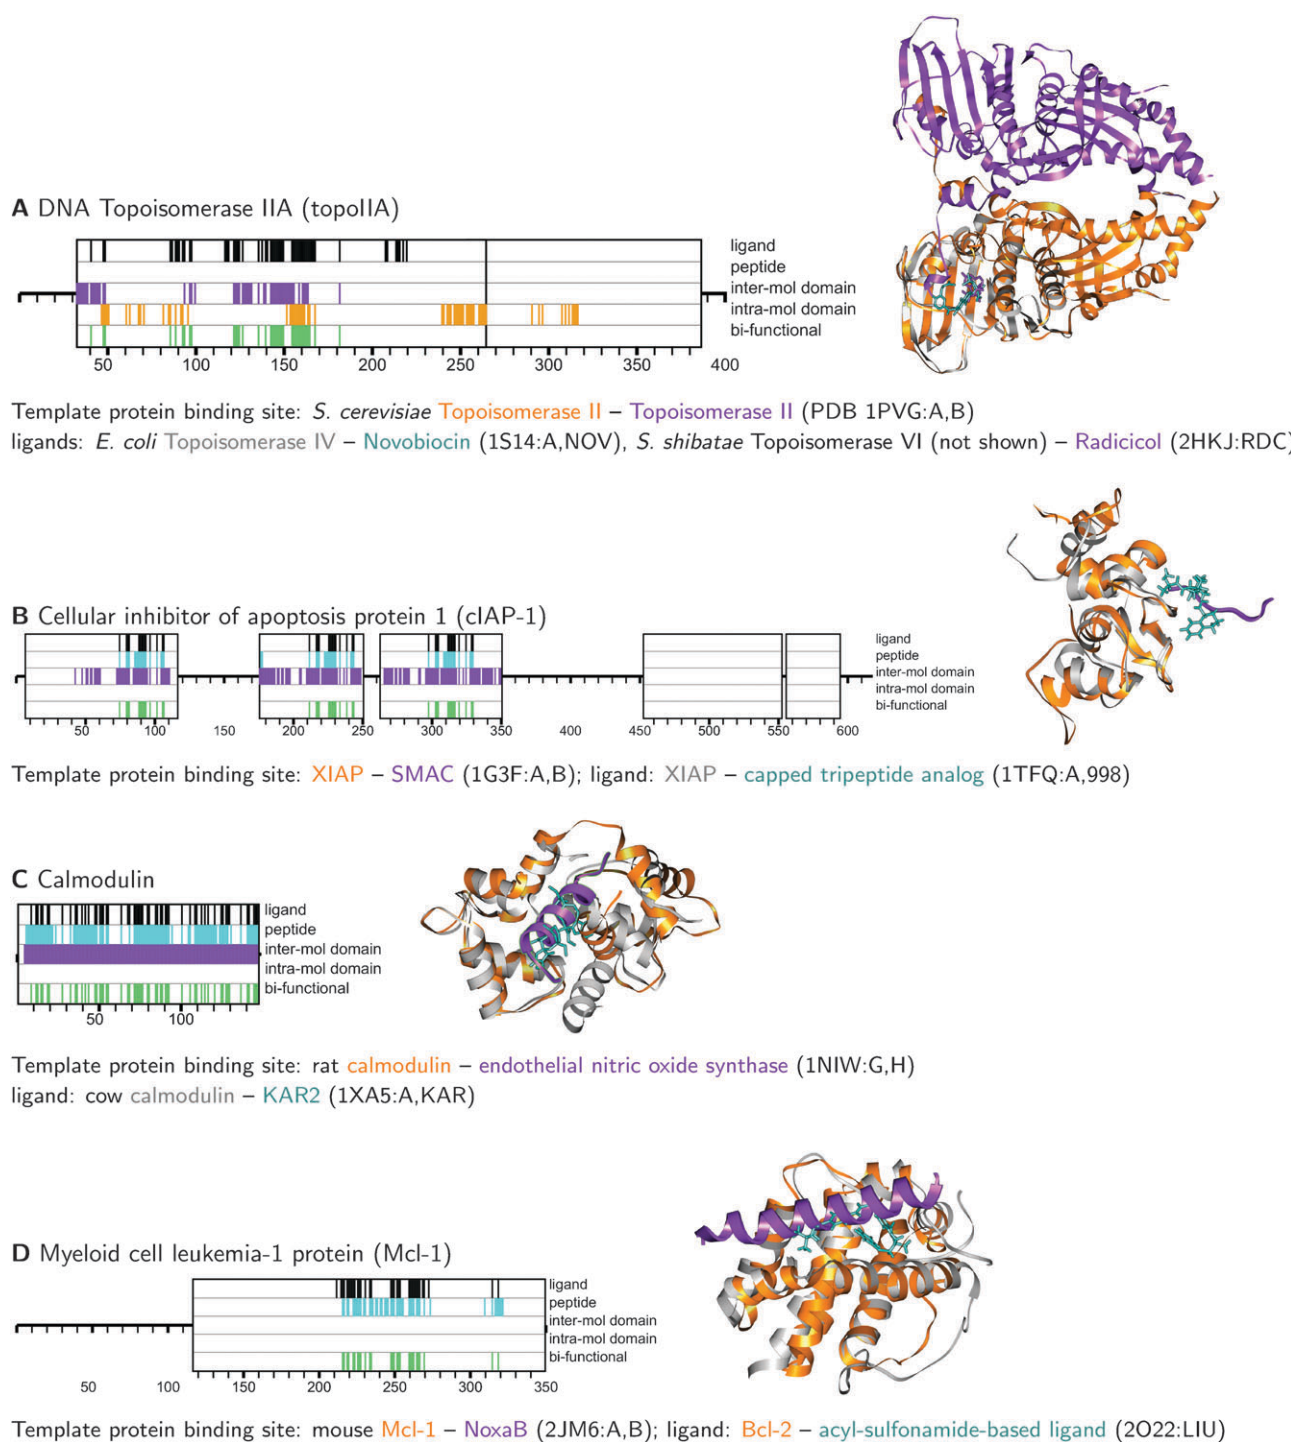 A DNA Topoisomerase IIA (topoIIA)
ligand
peptide
inter-mol domain
intra-mol domain
bi-functional
50 100 150 200 250 300 350 400
Template protein binding site: S. cerevisiae Topoisomerase II – Topoisomerase II (PDB 1PVG:A,B)
ligands: E. coli Topoisomerase IV – Novobiocin (1S14:A,NOV), S. shibatae Topoisomerase VI (not shown) – Radicicol (2HKJ:RDC)
B Cellular inhibitor of apoptosis protein 1 (cIAP-1)
ligand
peptide
inter-mol domain
intra-mol domain
bi-functional
50 100 150 200 250 300 350 400 450 500 550 600
Template protein binding site: XIAP – SMAC (1G3F:A,B); ligand: XIAP – capped tripeptide analog (1TFQ:A,998)
C Calmodulin
ligand
peptide
inter-mol domain
intra-mol domain
bi-functional
50 100
Template protein binding site: rat calmodulin – endothelial nitric oxide synthase (1NIW:G,H)
ligand: cow calmodulin – KAR2 (1XA5:A,KAR)
D Myeloid cell leukemia-1 protein (Mcl-1)
ligand
peptide
inter-mol domain
intra-mol domain
bi-functional
50 100 150 200 250 300 350
Template protein binding site: mouse Mcl-1 – NoxaB (2JM6:A,B); ligand: Bcl-2 – acyl-sulfonamide-based ligand (2O22:LIU)